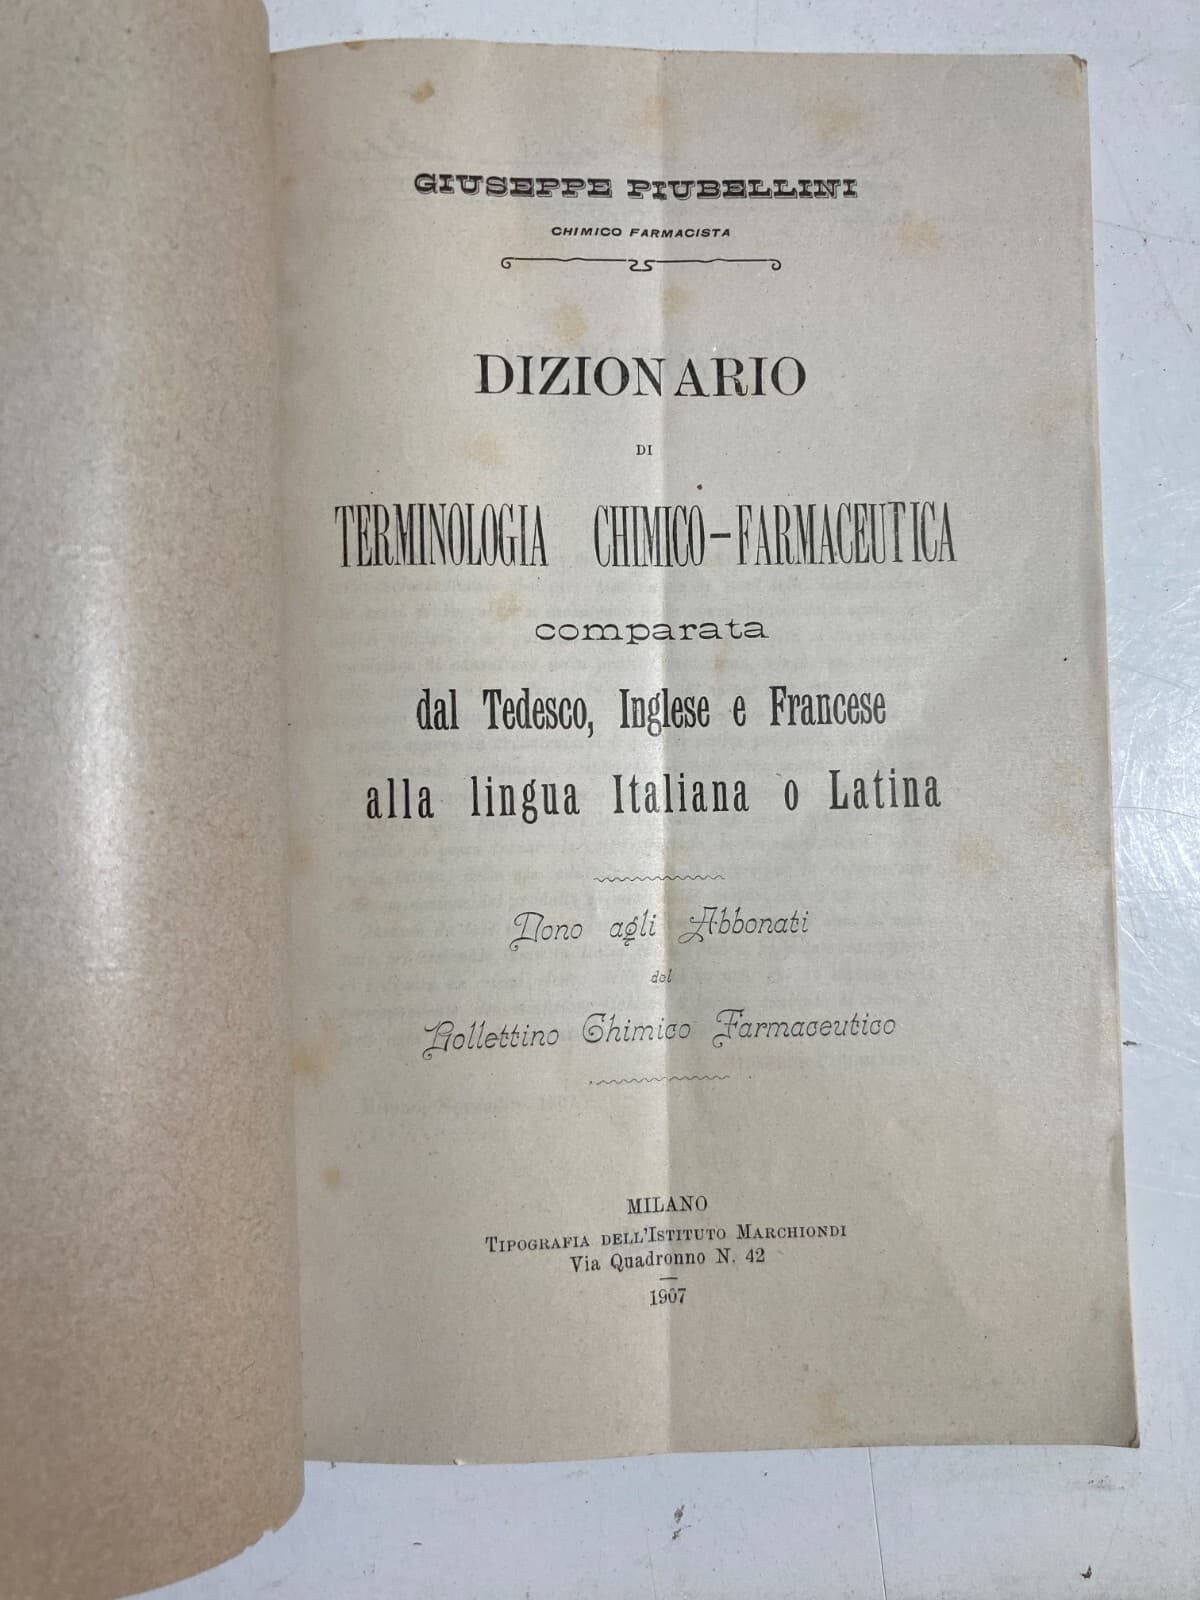 GIUSEPPE PIUBELLINI
CHIMICO FARMACISTA
DIZIONARIO
DI
TERMINOLOGIA CHIMICO-FARMACEUTICA
comparata
dal Tedesco, Inglese e Francese
alla lingua Italiana o Latina
Dono agli Abbonati
del
Bollettino Chimico Farmaceutico
MILANO
TIPOGRAFIA DELL'ISTITUTO MARCHIONDI
Via Quadronno N. 42
1907